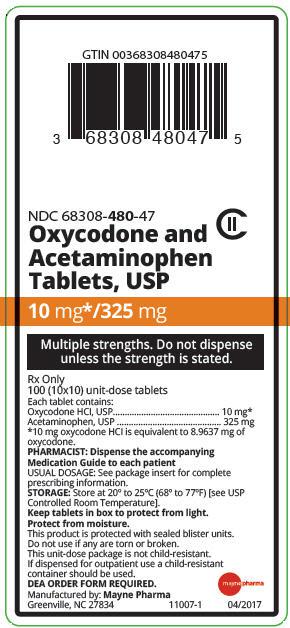 GTIN 00368308480475
3 68308 48047 5
NDC 68308-480-47
Oxycodone and CII
Acetaminophen
Tablets, USP
10 mg*/325 mg
Multiple strengths. Do not dispense
unless the strength is stated.
Rx Only
100 (10x10) unit-dose tablets
Each tablet contains:
Oxycodone HCl, USP........................................ 10 mg*
Acetaminophen, USP ....................................... 325 mg
*10 mg oxycodone HCl is equivalent to 8.9637 mg of
oxycodone.
PHARMACIST: Dispense the accompanying
Medication Guide to each patient
USUAL DOSAGE: See package insert for complete
prescribing information.
STORAGE: Store at 20° to 25°C (68° to 77°F) [see USP
Controlled Room Temperature].
Keep tablets in box to protect from light.
Protect from moisture.
This product is protected with sealed blister units.
Do not use if any are torn or broken.
This unit-dose package is not child-resistant.
If dispensed for outpatient use a child-resistant
container should be used.
DEA ORDER FORM REQUIRED.
maynepharma
Manufactured by: Mayne Pharma
Greenville, NC 27834 11007-1 04/2017